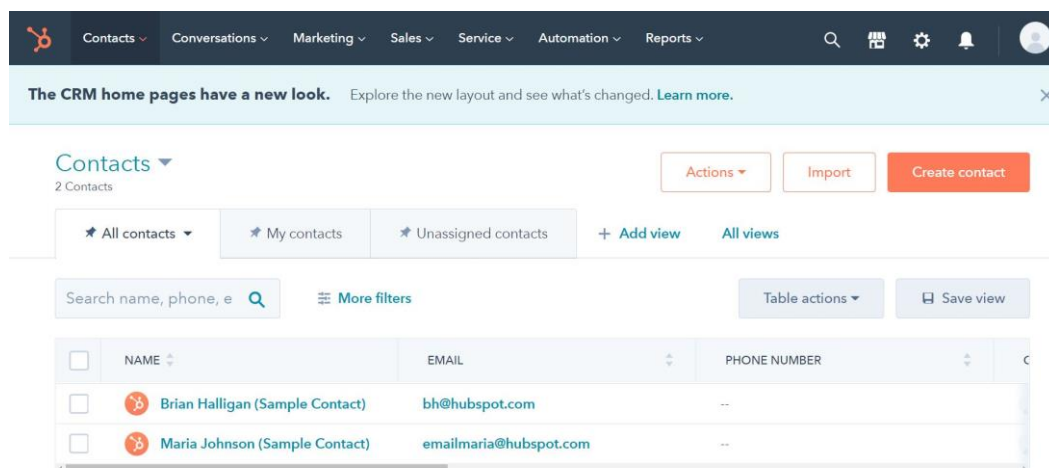 Contacts Conversations Marketing Sales Service Automation Reports
The CRM home pages have a new look. Explore the new layout and see what's changed. Learn more.
Contacts
2 Contacts
Actions Import Create contact
All contacts My contacts Unassigned contacts + Add view All views
Search name, phone, e More filters Table actions Save view
NAME EMAIL PHONE NUMBER
Brian Halligan (Sample Contact) bh@hubspot.com --
Maria Johnson (Sample Contact) emailmaria@hubspot.com --